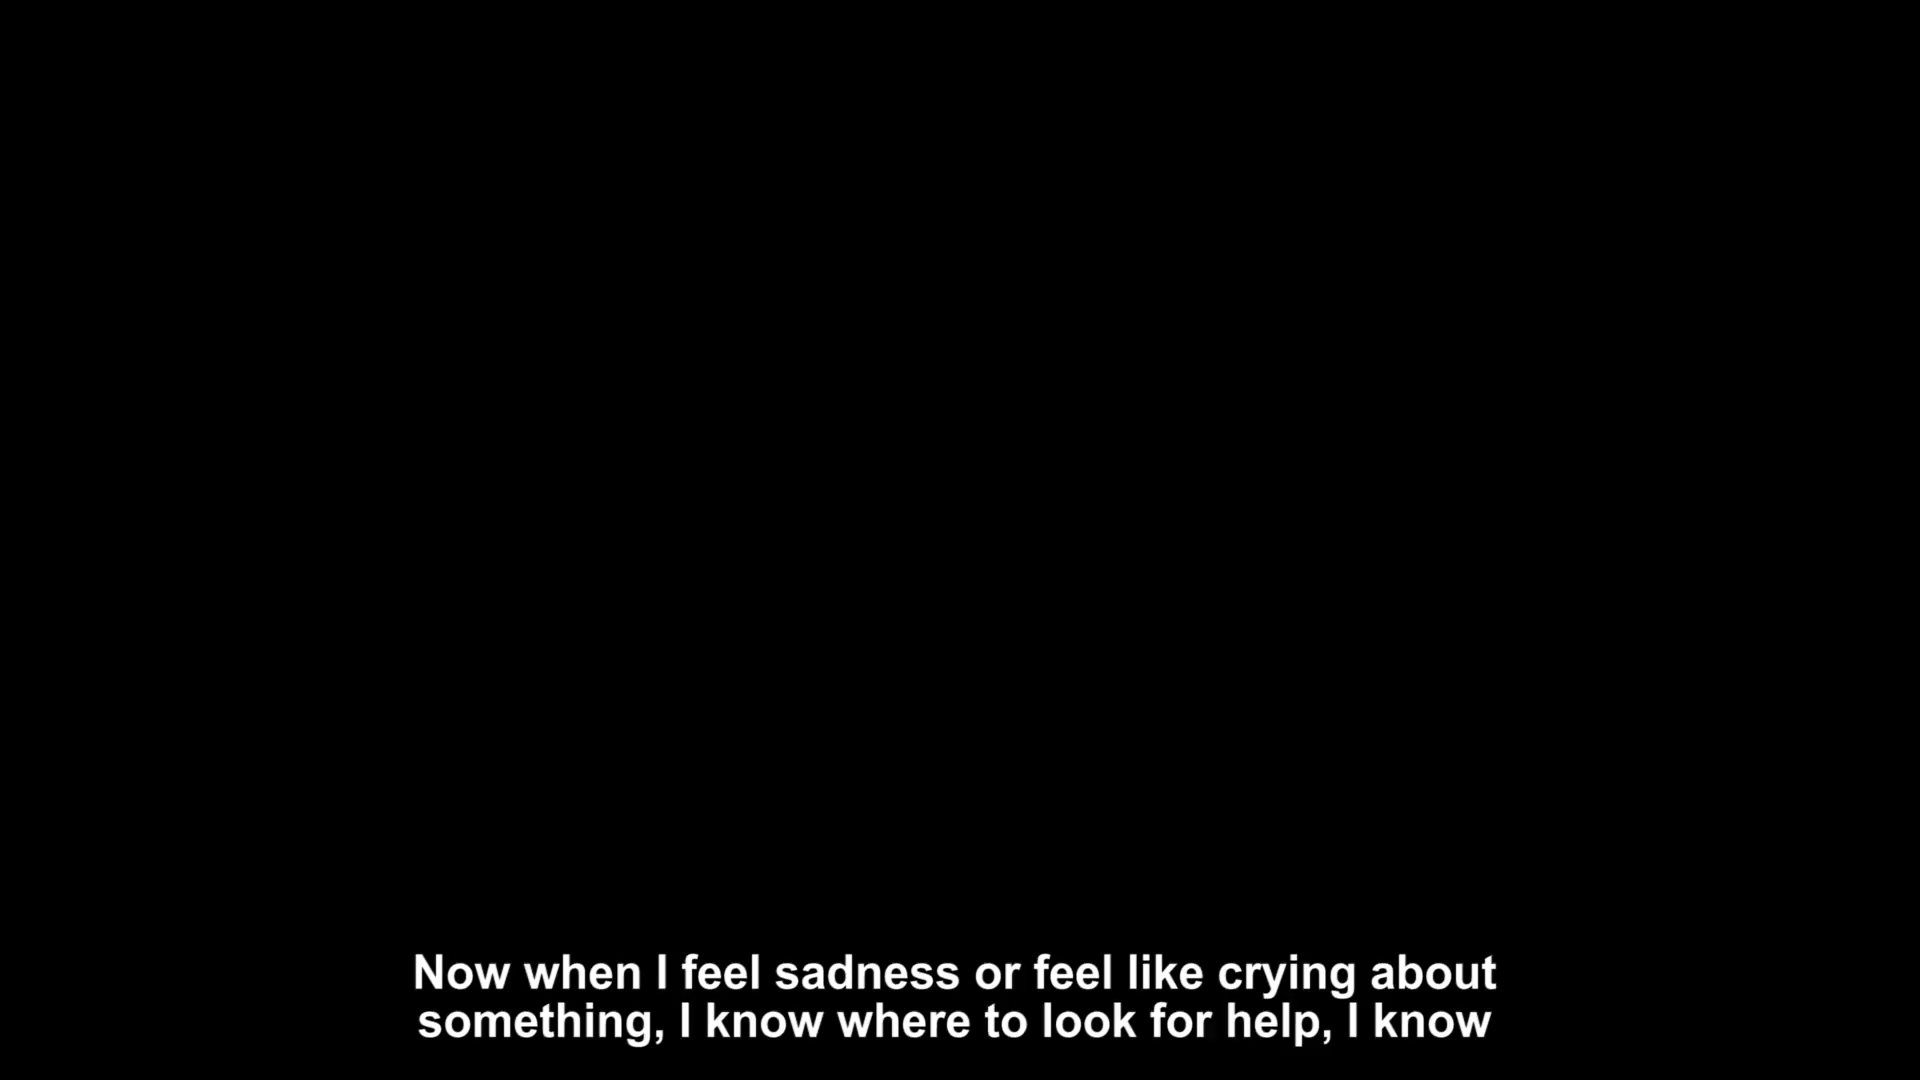 Now when I feel sadness or feel like crying about
something, I know where to look for help, I know